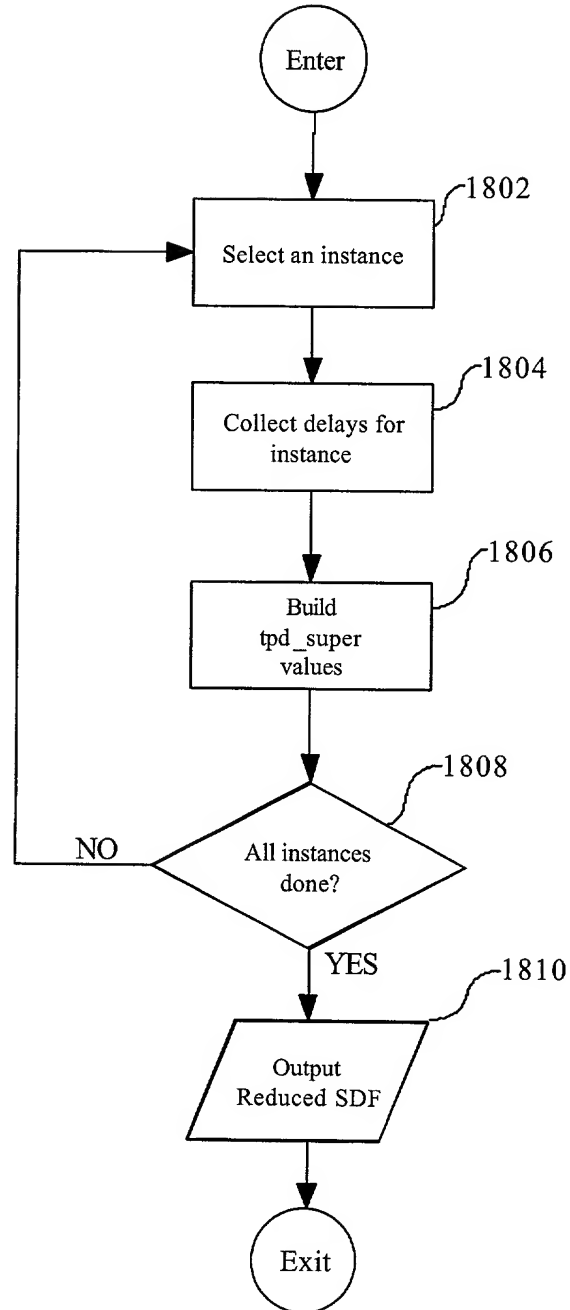 Enter
1802
Select an instance
1804
Collect delays for
instance
1806
Build
tpd_super
values
1808
All instances
done?
NO
YES
1810
Output
Reduced SDF
Exit